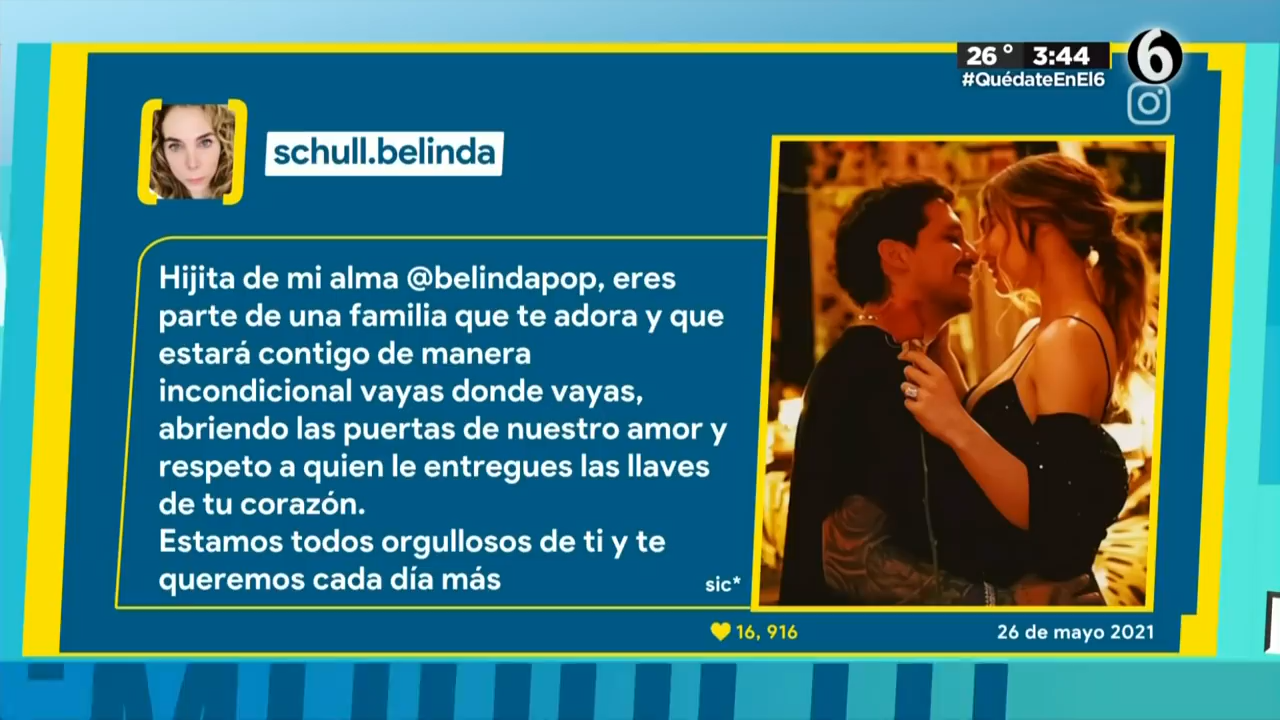 26° 3:44
6
#QuédateEnEl6
schull.belinda
Hijita de mi alma @belindapop, eres
parte de una familia que te adora y que
estará contigo de manera
incondicional vayas donde vayas,
abriendo las puertas de nuestro amor y
respeto a quien le entregues las llaves
de tu corazón.
Estamos todos orgullosos de ti y te
queremos cada día más
sic*
16, 916
26 de mayo 2021